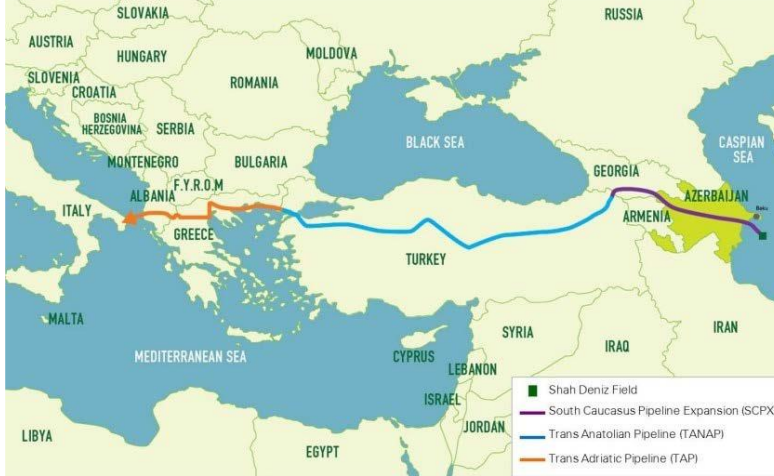 SLOVAKIA
RUSSIA
AUSTRIA
MOLDOVA
HUNGARY
SLOVENIA
CROATIA
ROMANIA
BOSNIA
HERZEGOVINA
SERBIA
BLACK SEA
CASPIAN
SEA
MONTENEGRO
BULGARIA
GEORGIA
F.Y.R.O.M
ALBANIA
AZERBAIJAN
Baku
ITALY
ARMENIA
GREECE
TURKEY
MALTA
SYRIA
IRAN
MEDITERRANEAN SEA
CYPRUS
IRAQ
LEBANON
ISRAEL
JORDAN
LIBYA
EGYPT
Shah Deniz Field
South Caucasus Pipeline Expansion (SCPX
Trans Anatolian Pipeline (TANAP)
Trans Adriatic Pipeline (TAP)